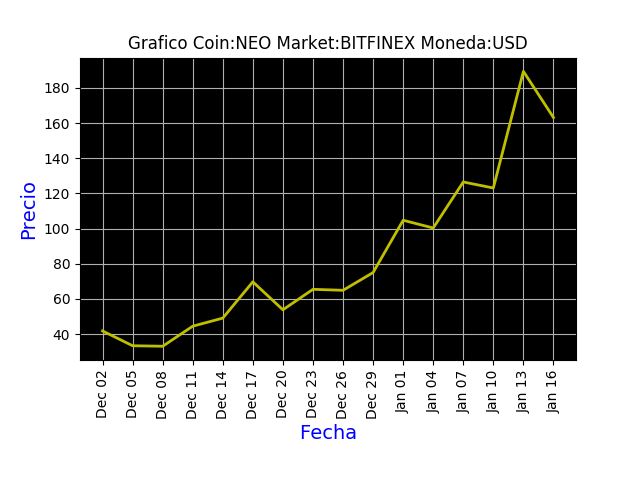 Grafico Coin:NEO Market:BITFINEX Moneda:USD
Precio
180
160
140
120
100
80
60
40
Dec 02
Dec 05
Dec 08
Dec 11
Dec 14
Dec 17
Dec 20
Dec 23
Dec 26
Dec 29
Jan 01
Jan 04
Jan 07
Jan 10
Jan 13
Jan 16
Fecha